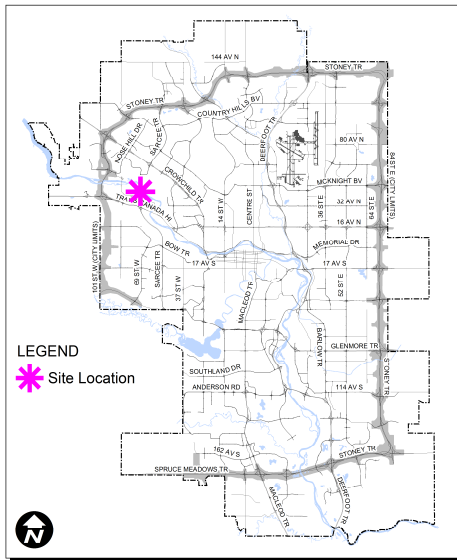 144 AV N
STONEY TR
STONEY TR
COUNTRY HILLS BV
NOSE HILL DR
SARCEE TR
DEERFOOT TR
80 AV N
CROWCHILD TR
MCKNIGHT BV
84 ST E (CITY LIMITS)
TRANS CANADA HI
14 ST W
CENTRE ST
36 ST E
32 AV N
64 ST E
16 AV N
101 ST W (CITY LIMITS)
BOW TR
MEMORIAL DR
17 AV S
17 AV S
69 ST W
SARCEE TR
37 ST W
MACLEOD TR
52 ST E
BARLOW TR
LEGEND
Site Location
GLENMORE TR
SOUTHLAND DR
STONEY TR
ANDERSON RD
114 AV S
162 AV S
STONEY TR
SPRUCE MEADOWS TR
MACLEOD TR
DEERFOOT TR
N